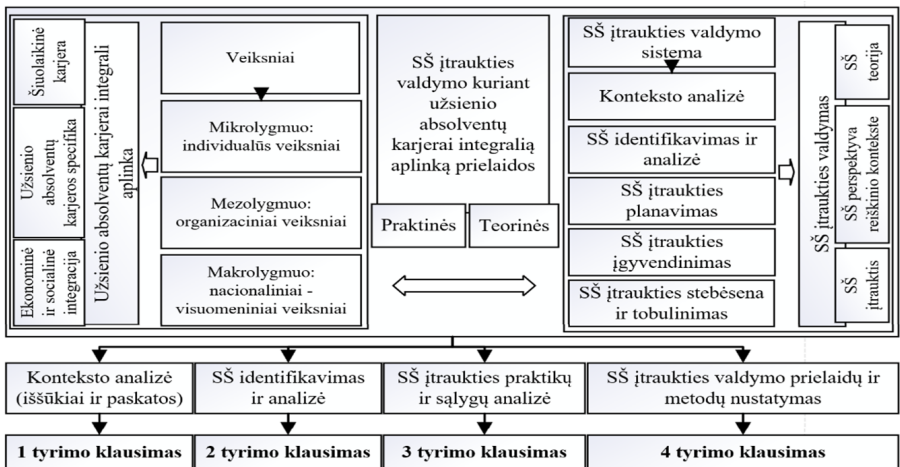 Šiuolaikinė
karjera
Užsienio
absolventų
karjeros specifika
Ekonominė
ir socialinė
integracija
Užsienio absolventų karjerai integrali
aplinka
Veiksniai
Mikrolygmuo:
individualūs veiksniai
Mezolygmuo:
organizaciniai veiksniai
Makrolygmuo:
nacionaliniai -
visuomeniniai veiksniai
SŠ įtraukties
valdymo kuriant
užsienio
absolventų
karjerai integralią
aplinką prielaidos
Praktinės
Teorinės
SŠ įtraukties valdymo
sistema
Konteksto analizė
SŠ identifikavimas ir
analizė
SŠ įtraukties
planavimas
SŠ įtraukties
įgyvendinimas
SŠ įtraukties stebėsena
ir tobulinimas
SŠ įtraukties valdymas
SŠ
teorija
SŠ perspektyva
reiškinio kontekste
SŠ
įtrauktis
Konteksto analizė
(iššūkiai ir paskatos)
SŠ identifikavimas
ir analizė
SŠ įtraukties praktikų
ir sąlygų analizė
SŠ įtraukties valdymo prielaidų ir
metodų nustatymas
1 tyrimo klausimas
2 tyrimo klausimas
3 tyrimo klausimas
4 tyrimo klausimas